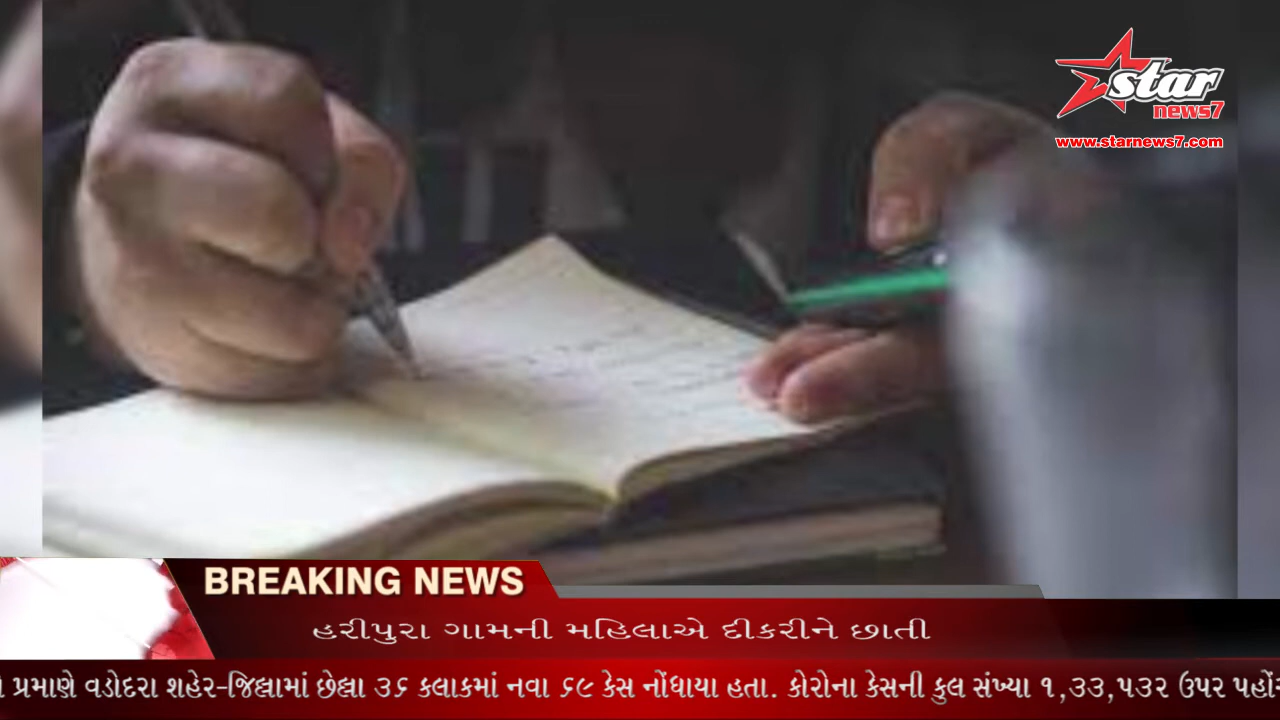 star
news7
www.starnews7.com
BREAKING NEWS
હરીપુરા ગામની મહિલાએ દીકરીને છાતી
પ્રમાણે વડોદરા શહેર-જિલ્લામાં છેલ્લા ૩૬ કલાકમાં નવા ૬૯ કેસ નોંધાયા હતા. કોરોના કેસની કુલ સંખ્યા ૧,૩૩,૫૩૨ ઉપર